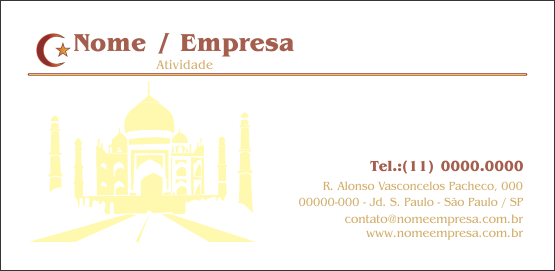 Nome / Empresa
Atividade
Tel.:(11) 0000.0000
R. Alonso Vasconcelos Pacheco, 000
00000-000 - Jd. S. Paulo - São Paulo / SP
contato@nomeempresa.com.br
www.nomeempresa.com.br